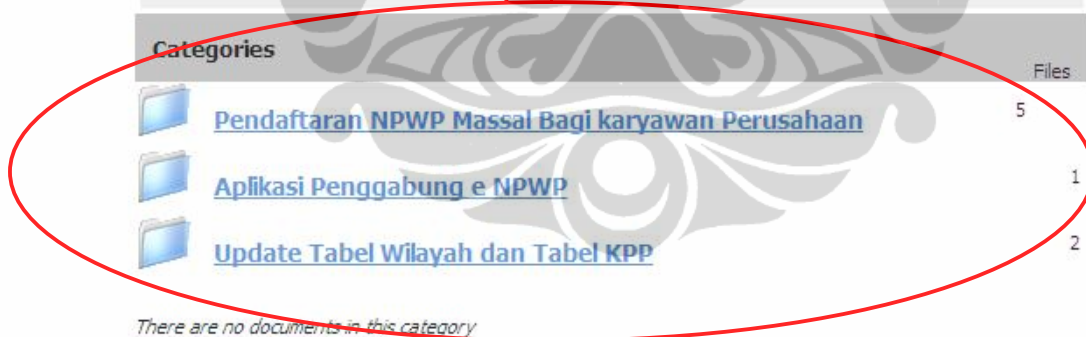 Categories
Files
Pendaftaran NPWP Massal Bagi karyawan Perusahaan 5
Aplikasi Penggabung e NPWP 1
Update Tabel Wilayah dan Tabel KPP 2
There are no documents in this category